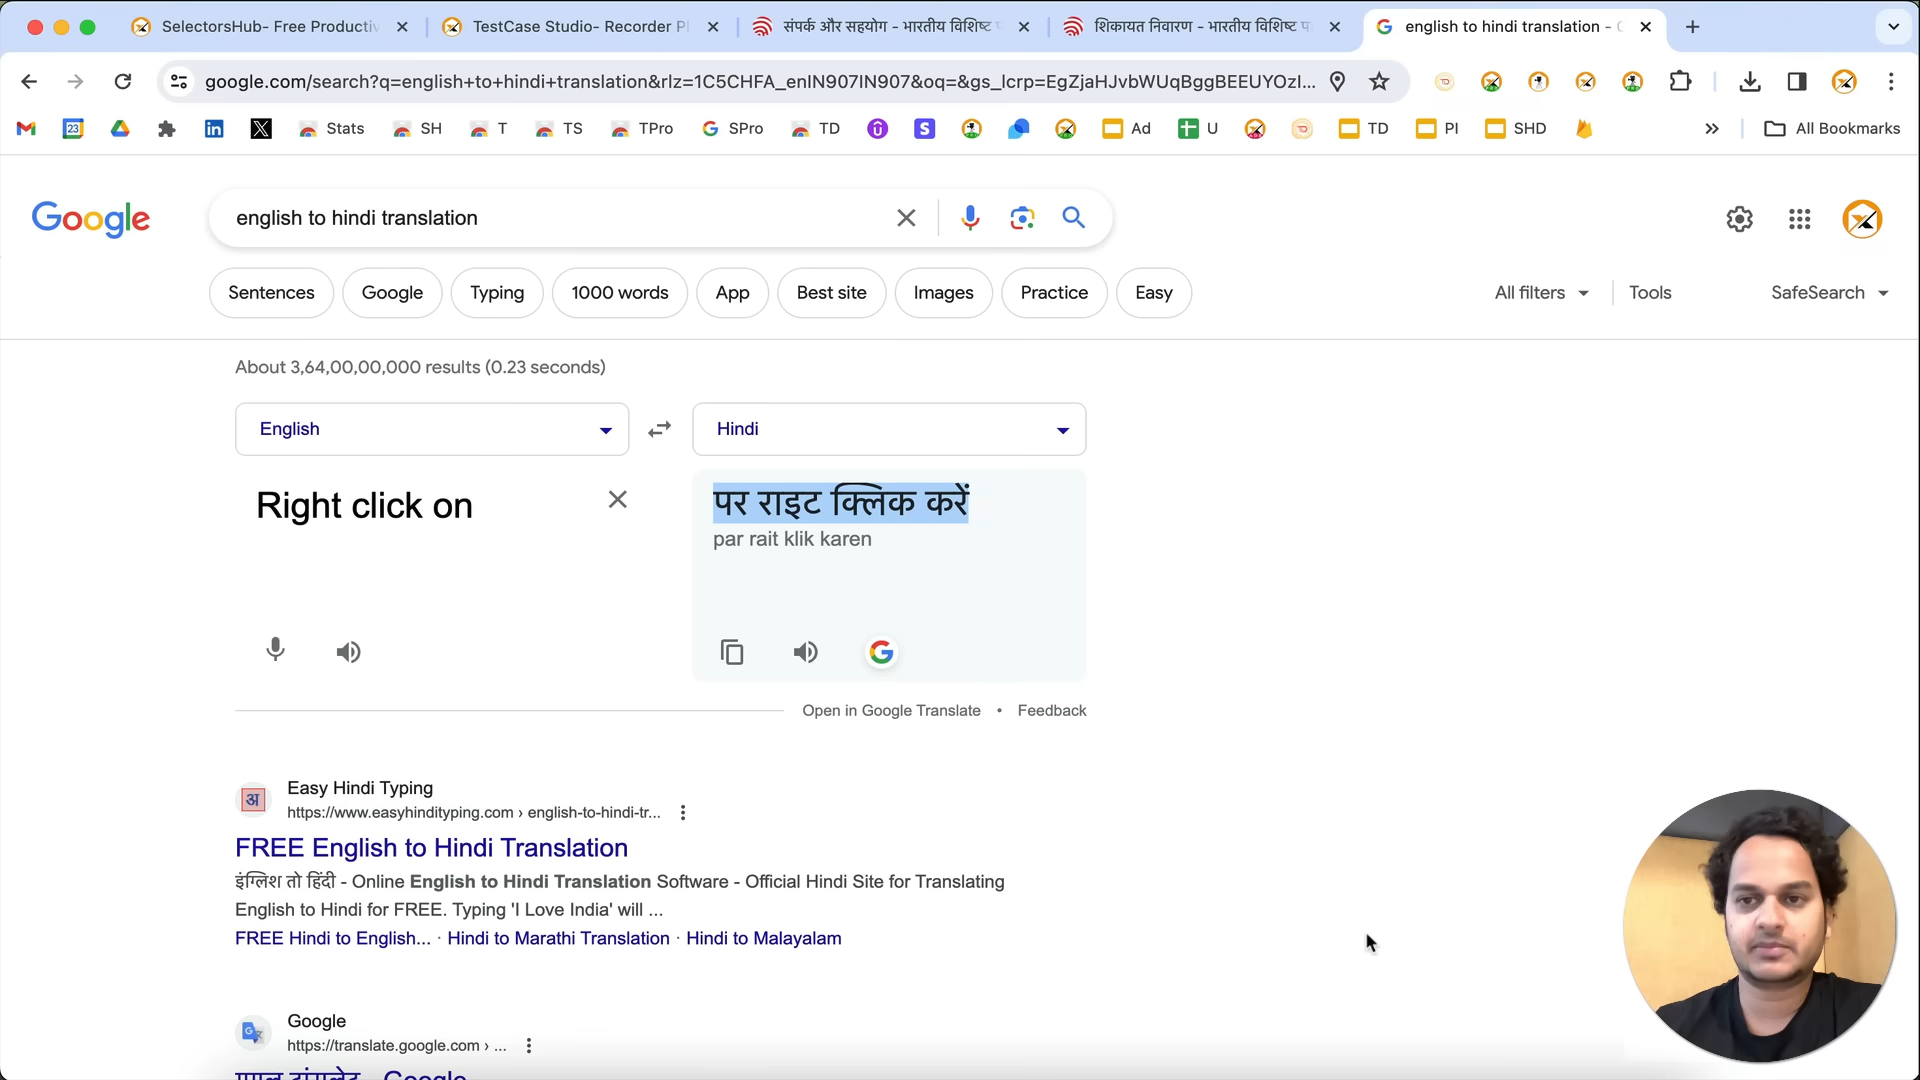 SelectorsHub- Free Productiv
TestCase Studio- Recorder Pl
संपर्क और सहयोग - भारतीय विशिष्ट प
शिकायत निवारण - भारतीय विशिष्ट प
english to hindi translation - G
google.com/search?q=english+to+hindi+translation&rlz=1C5CHFA_enIN907IN907&oq=&gs_lcrp=EgZjaHJvbWUqBggBEEUYOzI...
23
Stats
SH
T
TS
TPro
SPro
TD
Ad
U
TD
PI
SHD
All Bookmarks
Google
english to hindi translation
Sentences
Google
Typing
1000 words
App
Best site
Images
Practice
Easy
All filters
Tools
SafeSearch
About 3,64,00,00,000 results (0.23 seconds)
English
Hindi
Right click on
पर राइट क्लिक करें
par rait klik karen
Open in Google Translate • Feedback
Easy Hindi Typing
https://www.easyhindityping.com › english-to-hindi-tr...
FREE English to Hindi Translation
इंग्लिश तो हिंदी - Online English to Hindi Translation Software - Official Hindi Site for Translating
English to Hindi for FREE. Typing 'I Love India' will ...
FREE Hindi to English... · Hindi to Marathi Translation · Hindi to Malayalam
Google
https://translate.google.com › ...
गूगल ट्रांसलेट - Google